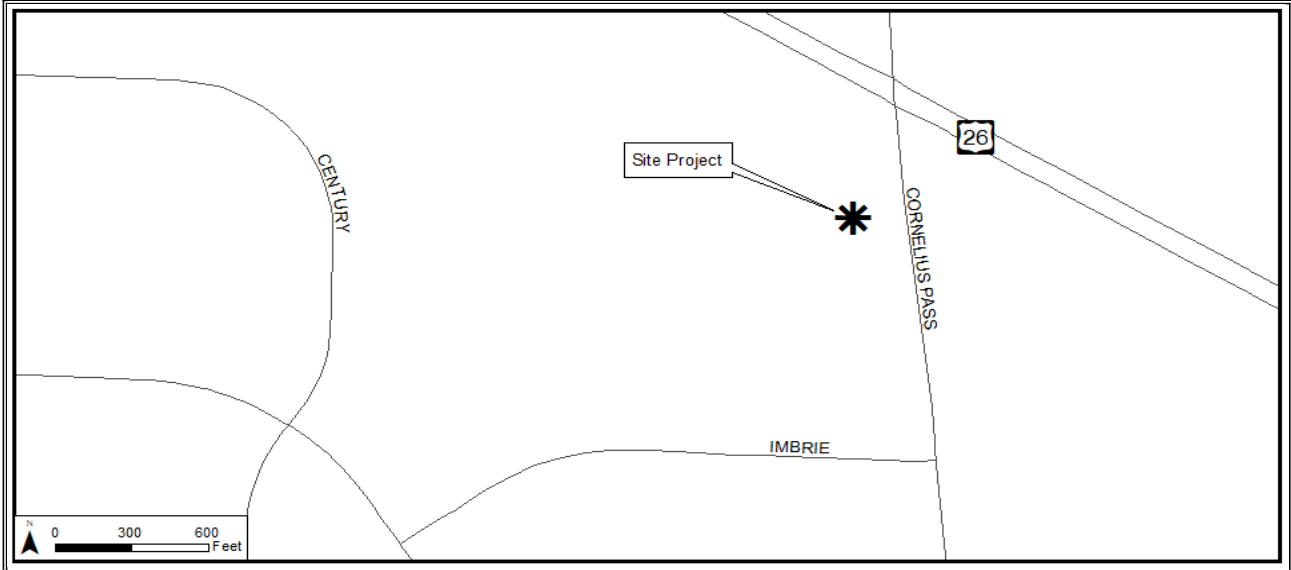 26
Site Project
CENTURY
CORNELIUS PASS
IMBRIE
N
0 300 600
Feet